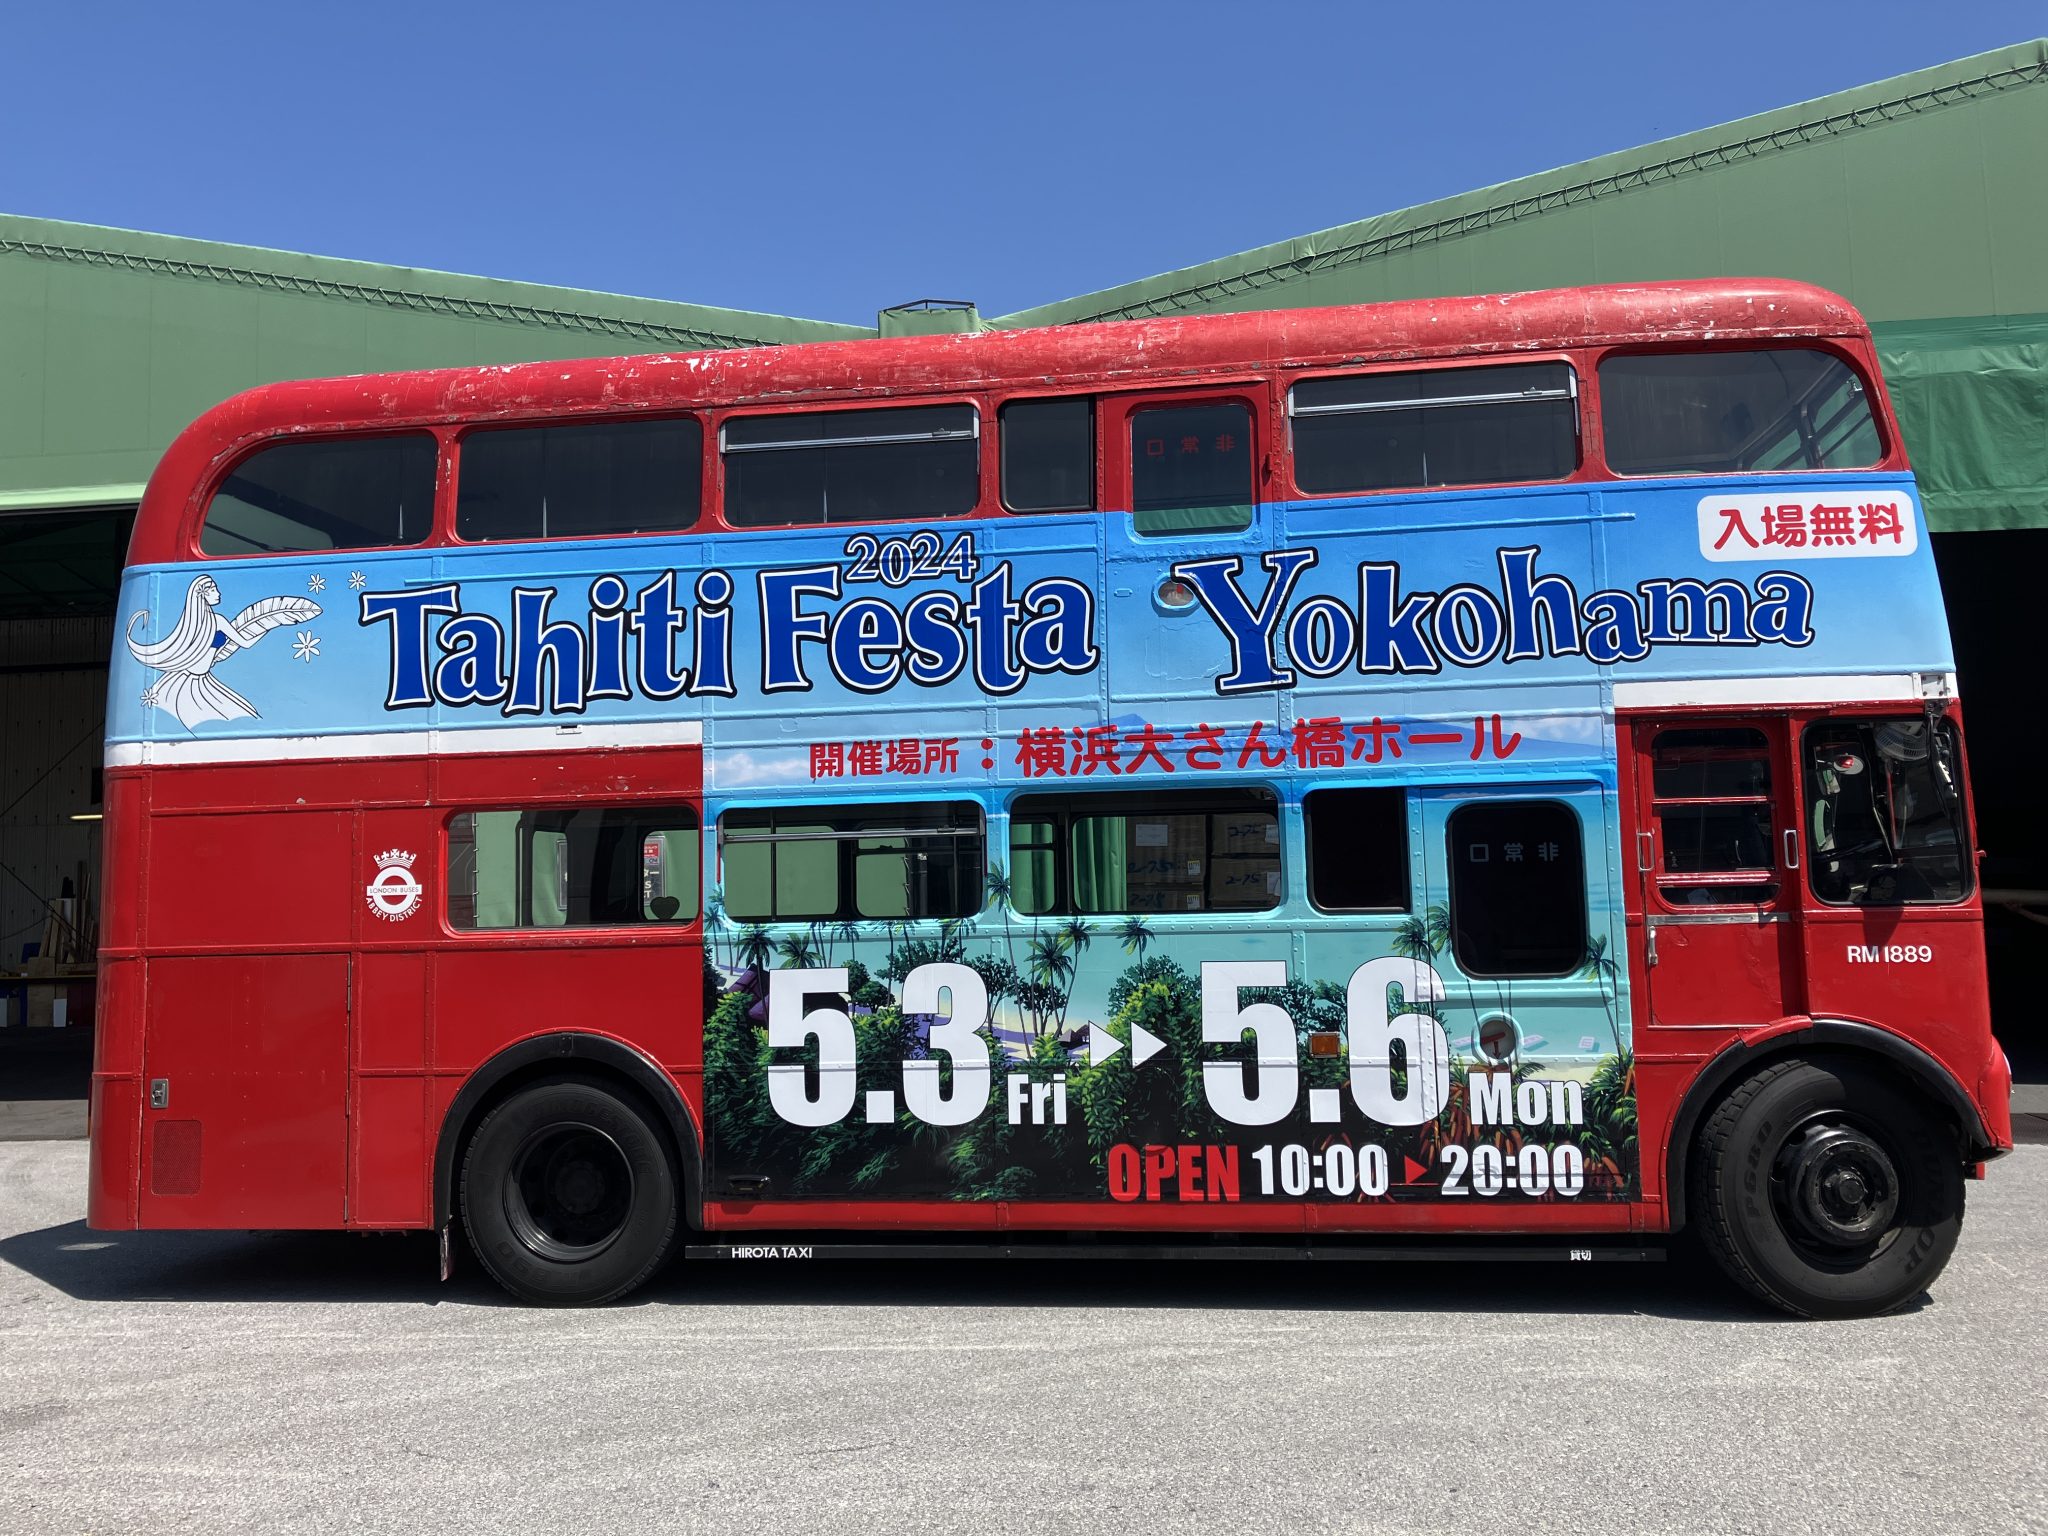 入場無料
2024
Tahiti Festa Yokohama
開催場所：横浜大さん橋ホール
非常口
非常口
LONDON BUSES
ABBEY DISTRICT
RM 1889
5.3 Fri ▶▶ 5.6 Mon
OPEN 10:00 ▶ 20:00
HIROTA TAXI
貸切